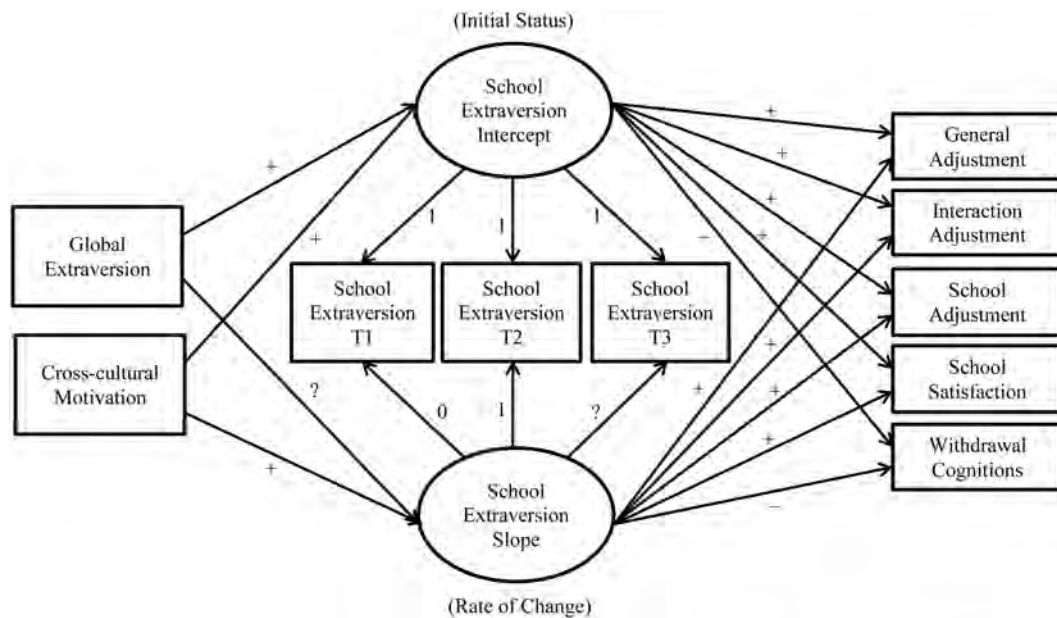 (Initial Status)
School
Extraversion
Intercept
+
+
+
+
+
+
−
Global
Extraversion
Cross-cultural
Motivation
?
+
1
1
1
School
Extraversion
T1
School
Extraversion
T2
School
Extraversion
T3
0
1
?
School
Extraversion
Slope
(Rate of Change)
+
+
+
+
−
General
Adjustment
Interaction
Adjustment
School
Adjustment
School
Satisfaction
Withdrawal
Cognitions